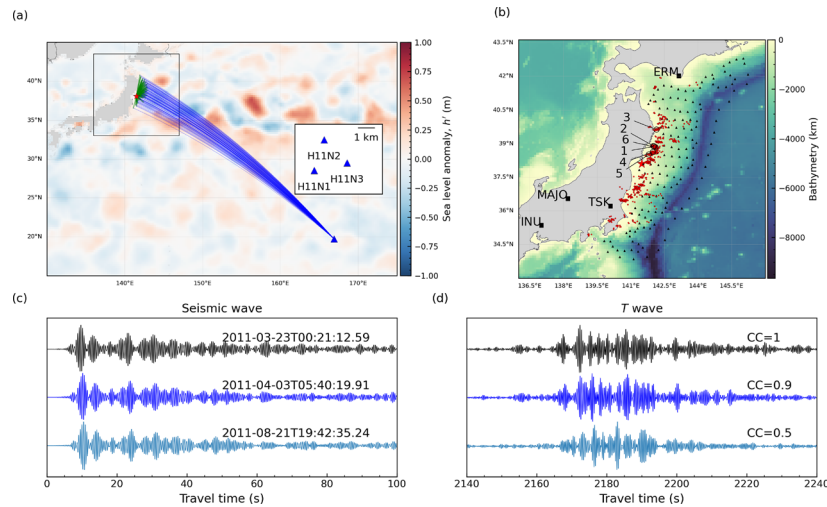 (a)
40°N
35°N
30°N
25°N
20°N
140°E
150°E
160°E
170°E
1 km
H11N2
H11N3
H11N1
1.00
0.75
0.50
0.25
0.00
−0.25
−0.50
−0.75
−1.00
Sea level anomaly, h′ (m)
(b)
43.5°N
42°N
40.5°N
39°N
37.5°N
36°N
34.5°N
136.5°E
138°E
139.5°E
141°E
142.5°E
144°E
145.5°E
ERM
3
2
6
1
4
5
MAJO
TSK
INU
0
−2000
−4000
−6000
−8000
Bathymetry (km)
(c)
Seismic wave
2011-03-23T00:21:12.59
2011-04-03T05:40:19.91
2011-08-21T19:42:35.24
0
20
40
60
80
100
Travel time (s)
(d)
T wave
CC=1
CC=0.9
CC=0.5
2140
2160
2180
2200
2220
2240
Travel time (s)